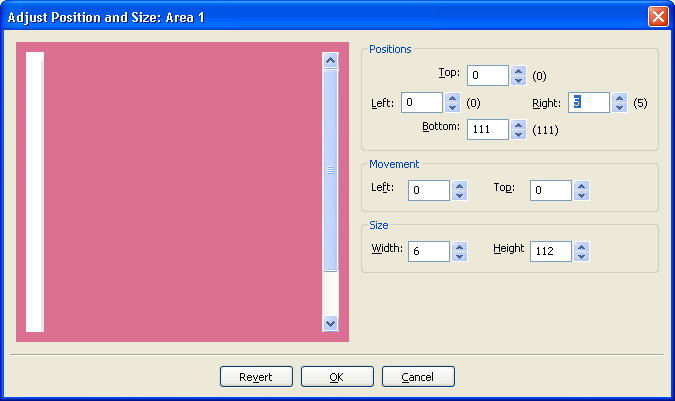 Adjust Position and Size: Area 1
Positions
Top: 0 (0)
Left: 0 (0) Right: 5 (5)
Bottom: 111 (111)
Movement
Left: 0 Top: 0
Size
Width: 6 Height 112
Revert OK Cancel